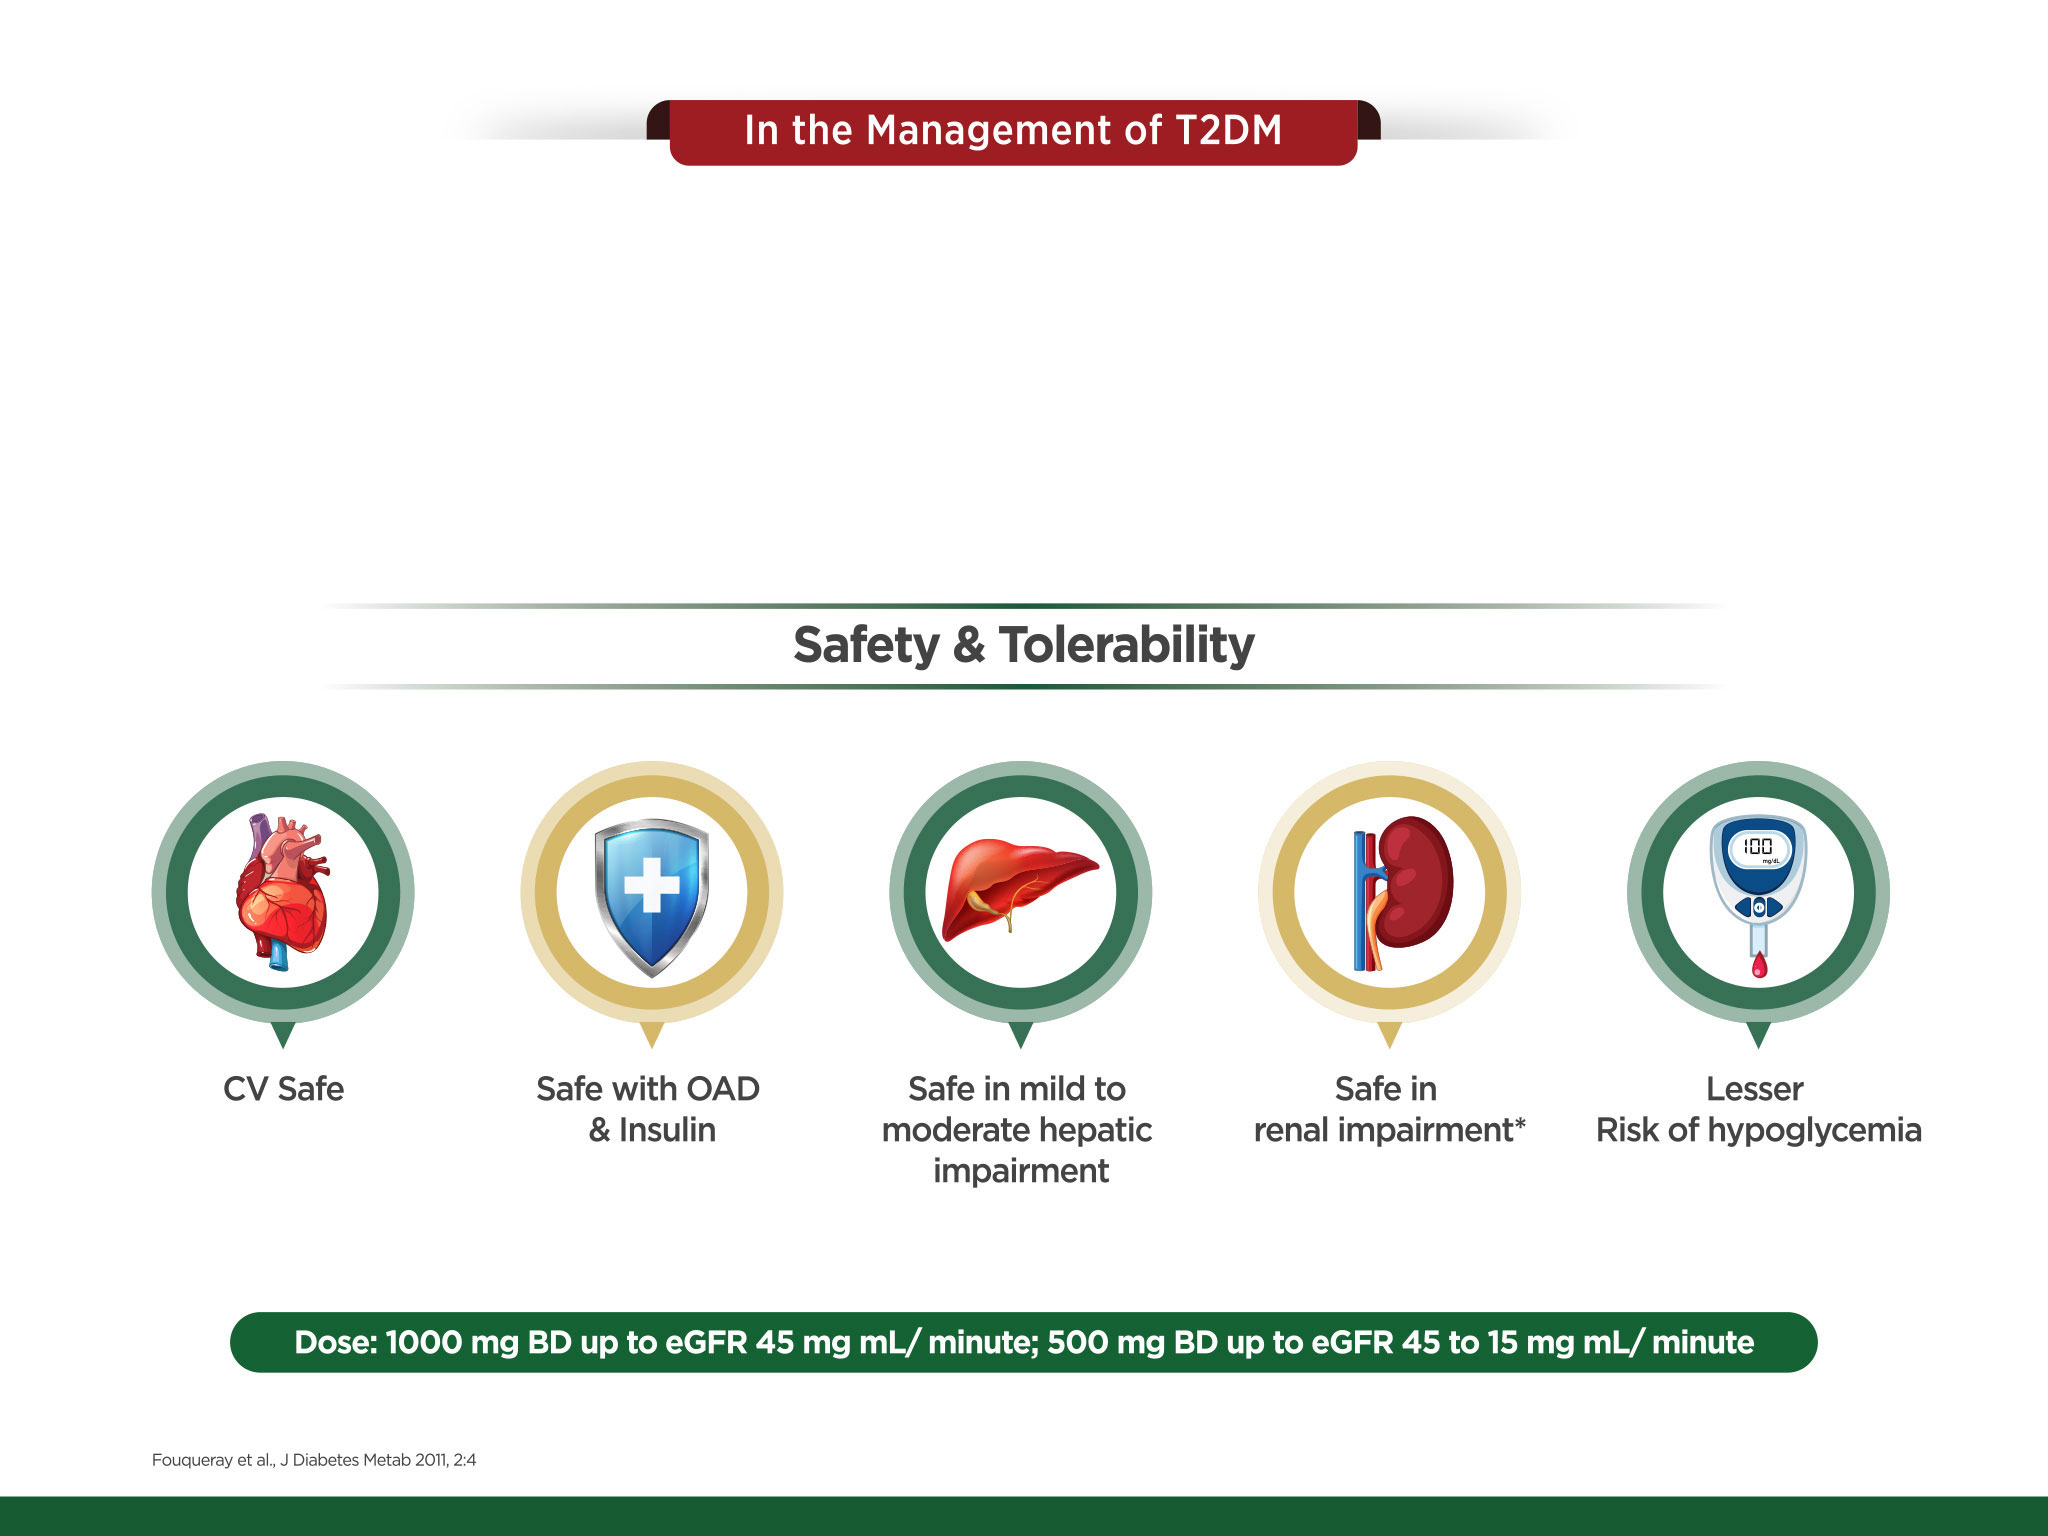 In the Management of T2DM
Safety & Tolerability
CV Safe
Safe with OAD
& Insulin
Safe in mild to
moderate hepatic
impairment
Safe in
renal impairment*
100
mg/dL
Lesser
Risk of hypoglycemia
Dose: 1000 mg BD up to eGFR 45 mg mL/ minute; 500 mg BD up to eGFR 45 to 15 mg mL/ minute
Fouqueray et al., J Diabetes Metab 2011, 2:4